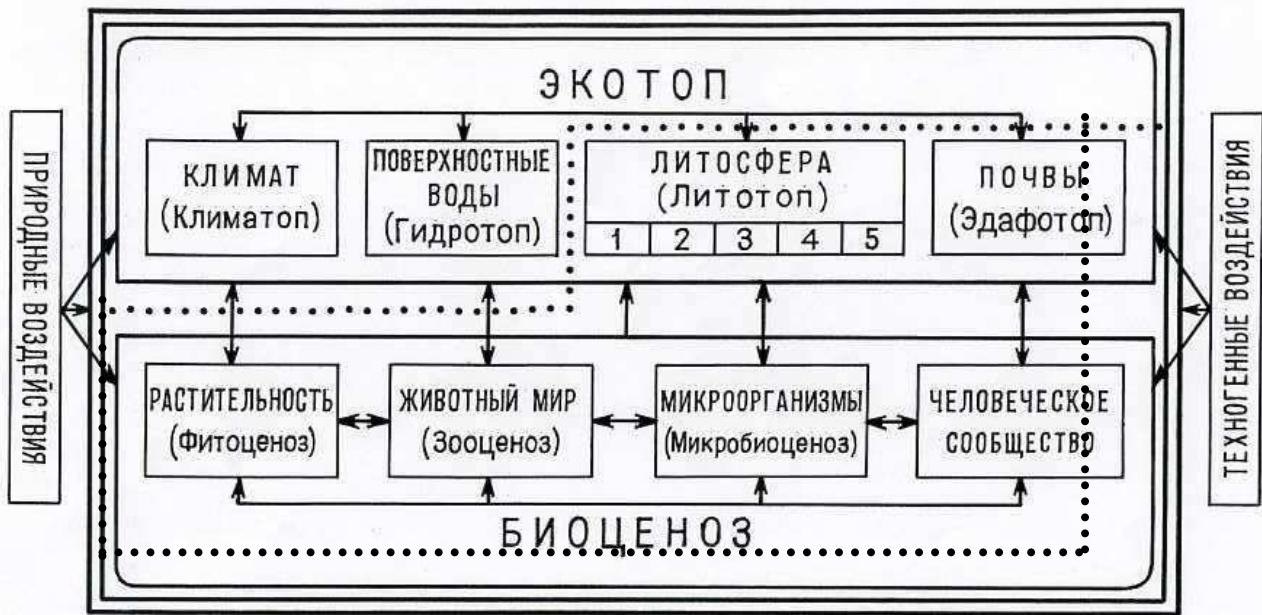 ЭКОТОП
КЛИМАТ
(Климатоп)
ПОВЕРХНОСТНЫЕ
ВОДЫ
(Гидротоп)
ЛИТОСФЕРА
(Литотоп)
1 2 3 4 5
ПОЧВЫ
(Эдафотоп)
ПРИРОДНЫЕ ВОЗДЕЙСТВИЯ
ТЕХНОГЕННЫЕ ВОЗДЕЙСТВИЯ
РАСТИТЕЛЬНОСТЬ
(Фитоценоз)
ЖИВОТНЫЙ МИР
(Зооценоз)
МИКРООРГАНИЗМЫ
(Микробиоценоз)
ЧЕЛОВЕЧЕСКОЕ
СООБЩЕСТВО
БИОЦЕНОЗ